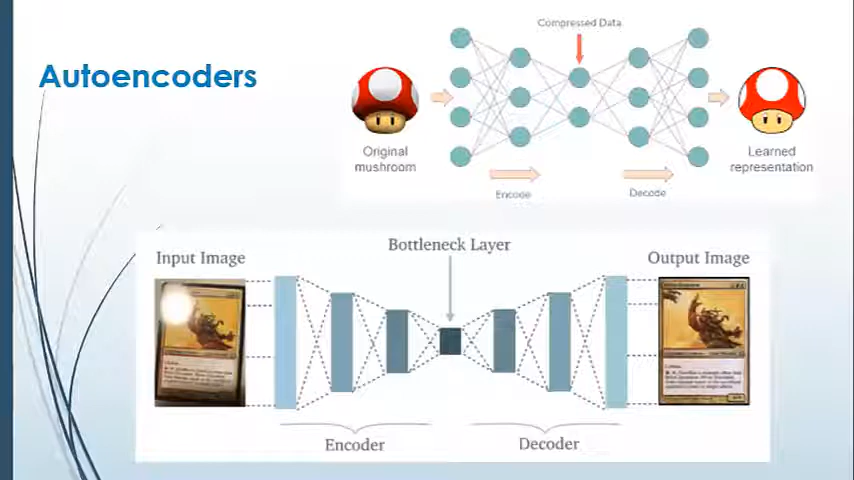 Autoencoders
Compressed Data
Original
mushroom
Learned
representation
Encode
Decode
Bottleneck Layer
Input Image
Output Image
Encoder
Decoder